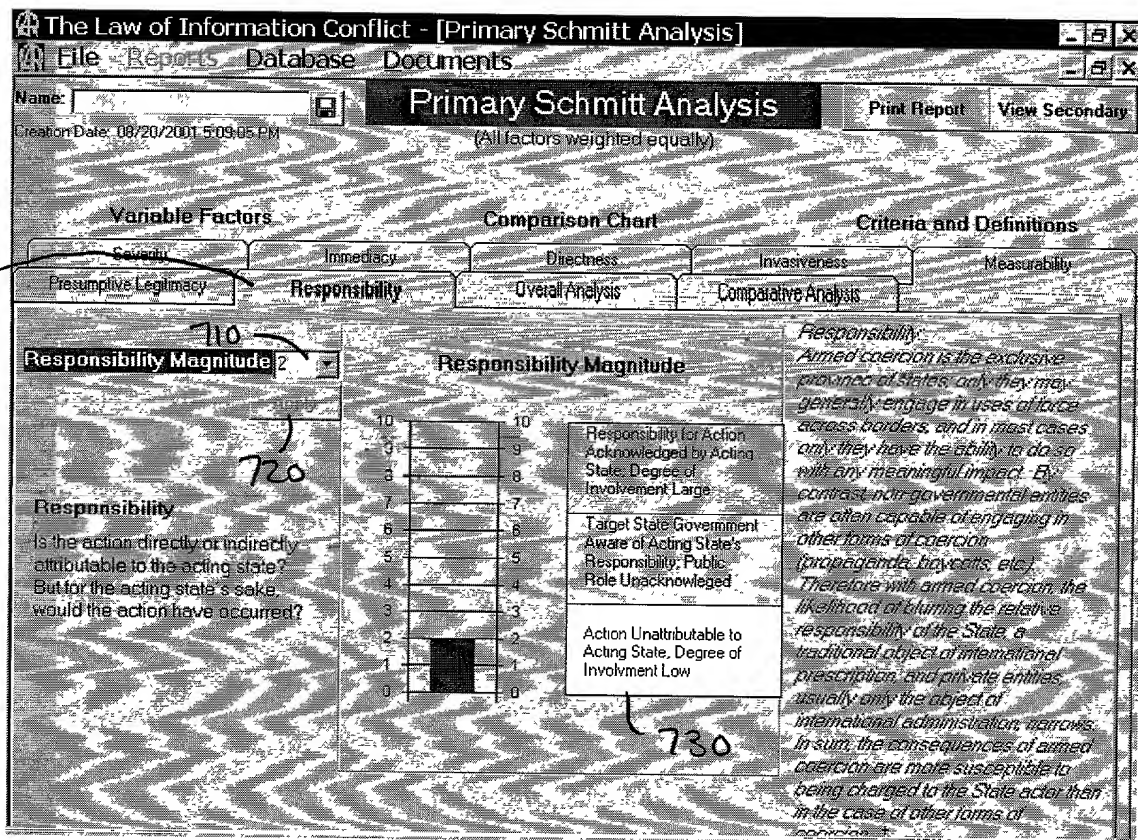 The Law of Information Conflict - [Primary Schmitt Analysis]
File Reports Database Documents
Name:
Primary Schmitt Analysis
Print Report View Secondary
Creation Date: 08/20/2001 5:09:05 PM
(All factors weighted equally)
Variable Factors Comparison Chart Criteria and Definitions
Severity Immediacy Directness Invasiveness Measurability
Presumptive Legitimacy Responsibility Overall Analysis Comparative Analysis
710
Responsibility Magnitude 2
720
Responsibility
Is the action directly or indirectly
attributable to the acting state?
But for the acting state's sake,
would the action have occurred?
Responsibility Magnitude
10 10
9 9
8 8
7 7
6 6
5 5
4 4
3 3
2 2
1 1
0 0
Responsibility for Action
Acknowledged by Acting
State, Degree of
Involvement Large
Target State Government
Aware of Acting State's
Responsibility, Public
Role Unacknowleged
Action Unattributable to
Acting State, Degree of
Involvment Low
730
Responsibility:
Armed coercion is the exclusive
province of States; only they may
generally engage in uses of force
across borders, and in most cases
only they have the ability to do so
with any meaningful impact. By
contrast non-governmental entities
are often capable of engaging in
other forms of coercion
(propaganda, boycotts, etc.).
Therefore with armed coercion, the
likelihood of blurring the relative
responsibility of the State, a
traditional object of international
prescription, and private entities,
usually only the object of
international administration, narrows.
In sum, the consequences of armed
coercion are more susceptible to
being charged to the State actor than
in the case of other forms of